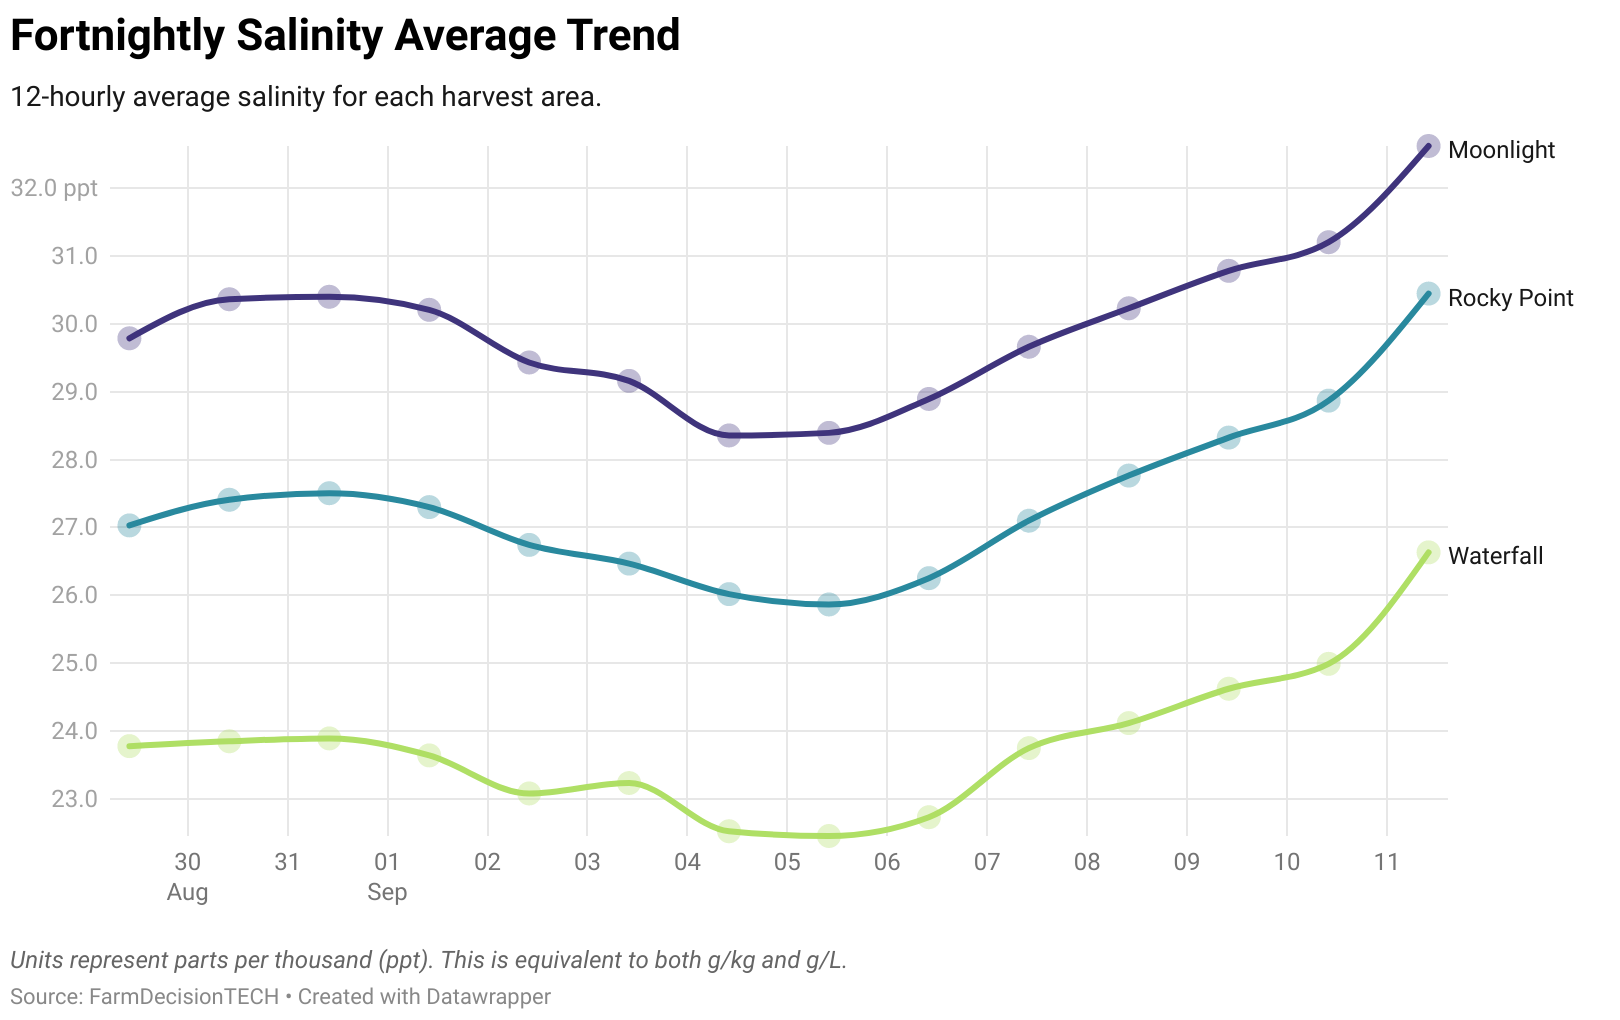 Fortnightly Salinity Average Trend
12-hourly average salinity for each harvest area.
Moonlight
32.0 ppt
31.0
Rocky Point
30.0
29.0
28.0
27.0
Waterfall
26.0
25.0
24.0
23.0
30 31 01 02 03 04 05 06 07 08 09 10 11
Aug Sep
Units represent parts per thousand (ppt). This is equivalent to both g/kg and g/L.
Source: FarmDecisionTECH • Created with Datawrapper